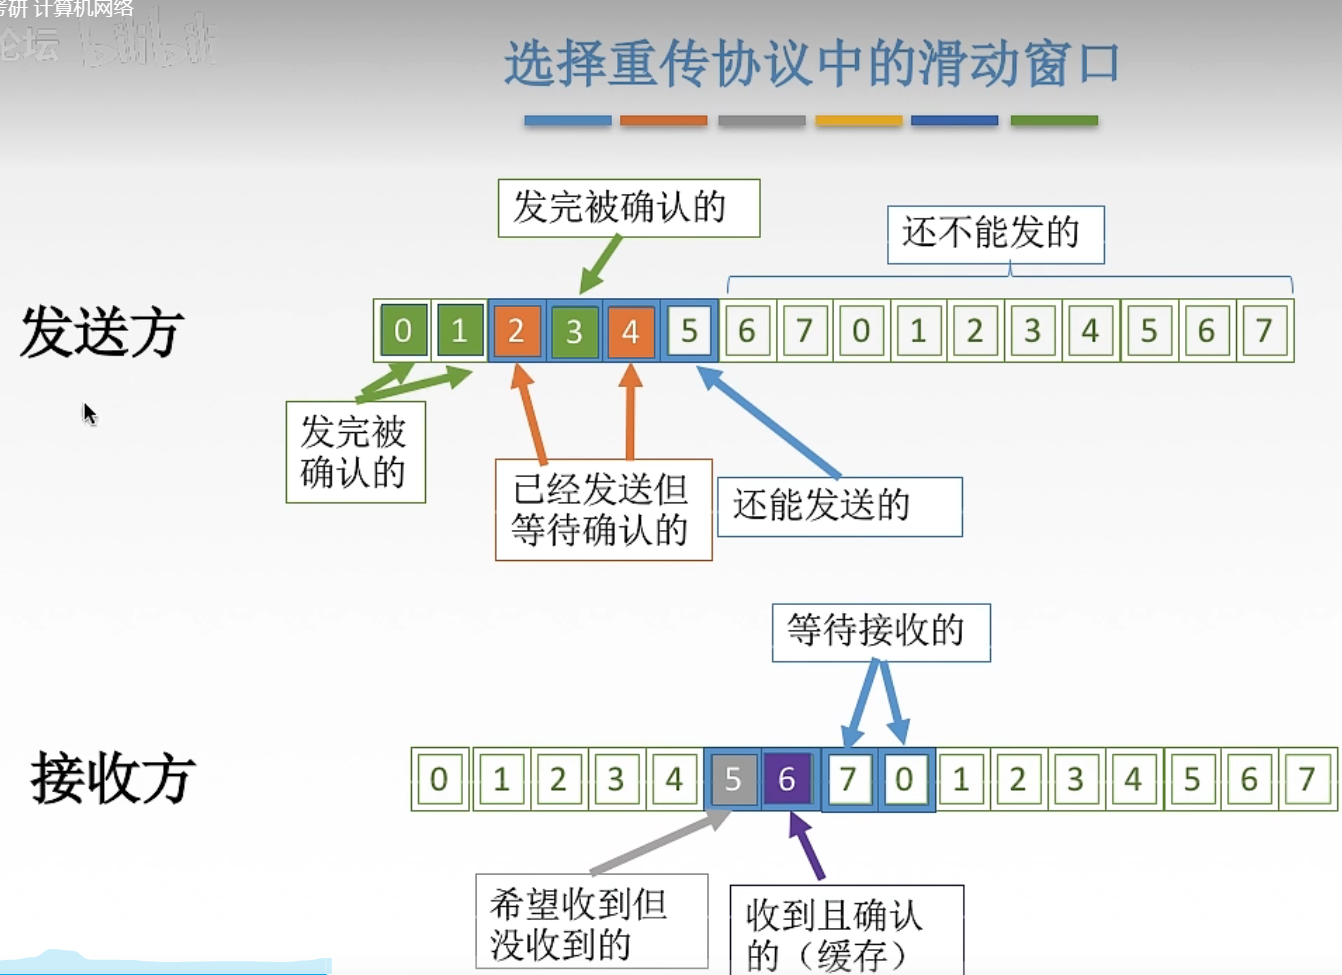 考研 计算机网络
论坛 bilibili
选择重传协议中的滑动窗口
发完被确认的
还不能发的
发送方
0 1 2 3 4 5 6 7 0 1 2 3 4 5 6 7
发完被
确认的
已经发送但
等待确认的
还能发送的
等待接收的
接收方
0 1 2 3 4 5 6 7 0 1 2 3 4 5 6 7
希望收到但
没收到的
收到且确认
的（缓存）